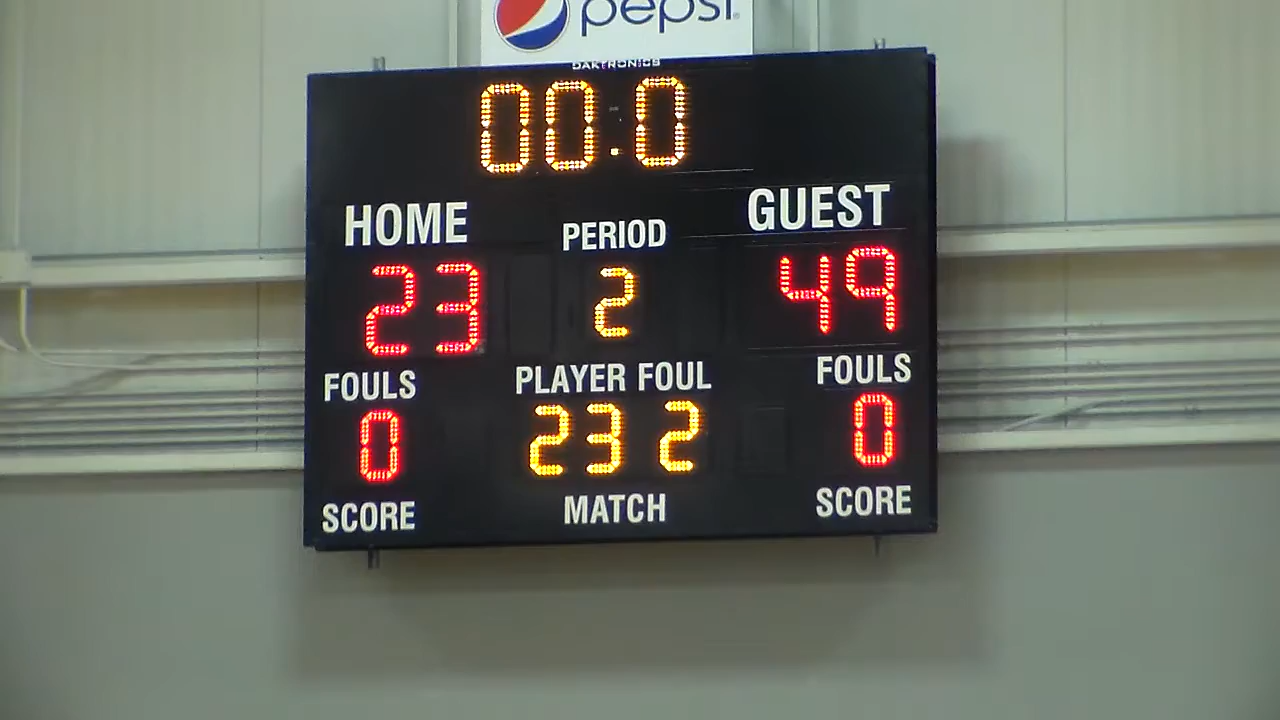 pepsi
DAKTRONICS
00:0
HOME PERIOD GUEST
23 2 49
FOULS PLAYER FOUL FOULS
0 23 2 0
SCORE MATCH SCORE